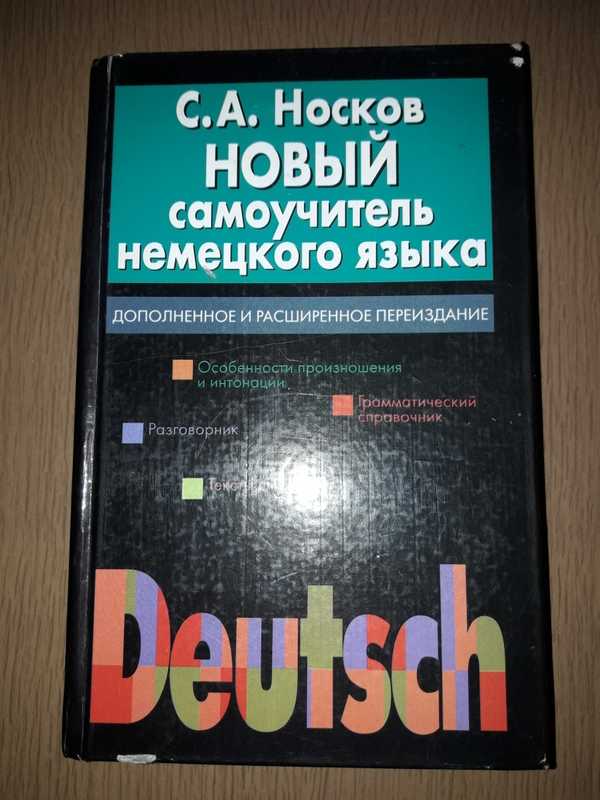 С.А. Носков
НОВЫЙ
самоучитель
немецкого языка
ДОПОЛНЕННОЕ И РАСШИРЕННОЕ ПЕРЕИЗДАНИЕ
Особенности произношения
и интонации
Грамматический
справочник
Разговорник
Deutsch